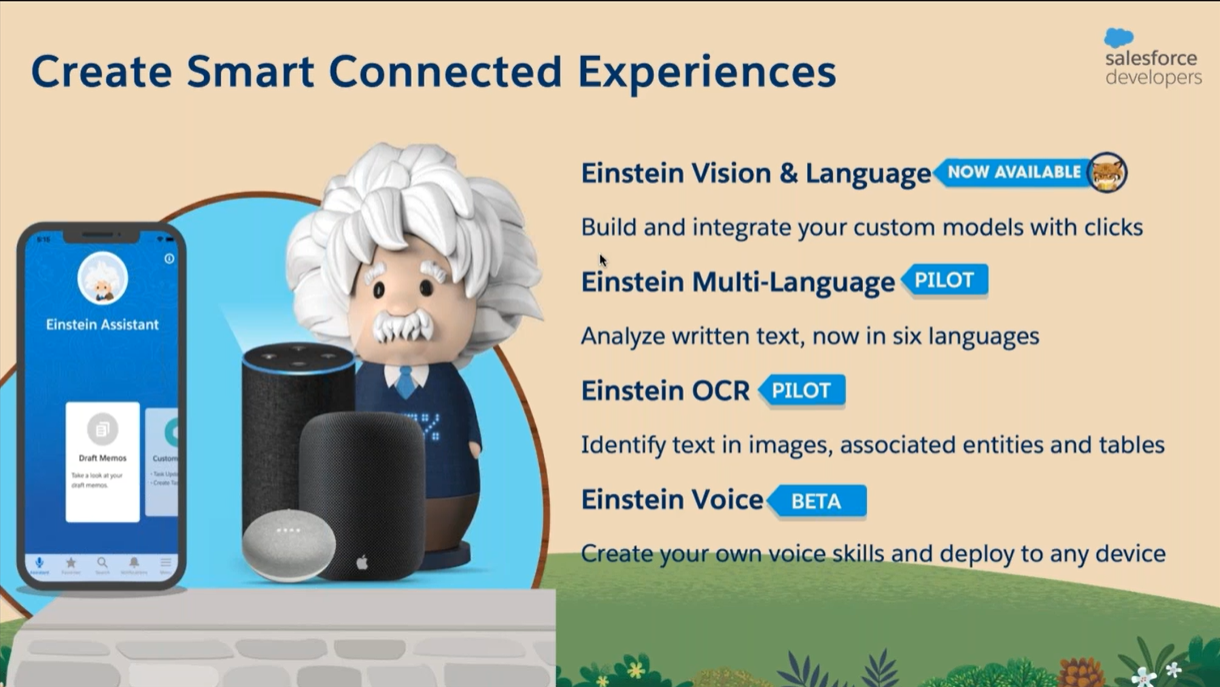 Create Smart Connected Experiences
salesforce
developers
Einstein Vision & Language NOW AVAILABLE
Build and integrate your custom models with clicks
Einstein Multi-Language PILOT
Analyze written text, now in six languages
Einstein OCR PILOT
Identify text in images, associated entities and tables
Einstein Voice BETA
Create your own voice skills and deploy to any device
Einstein Assistant
Draft Memos
Take a look at your
draft memos.